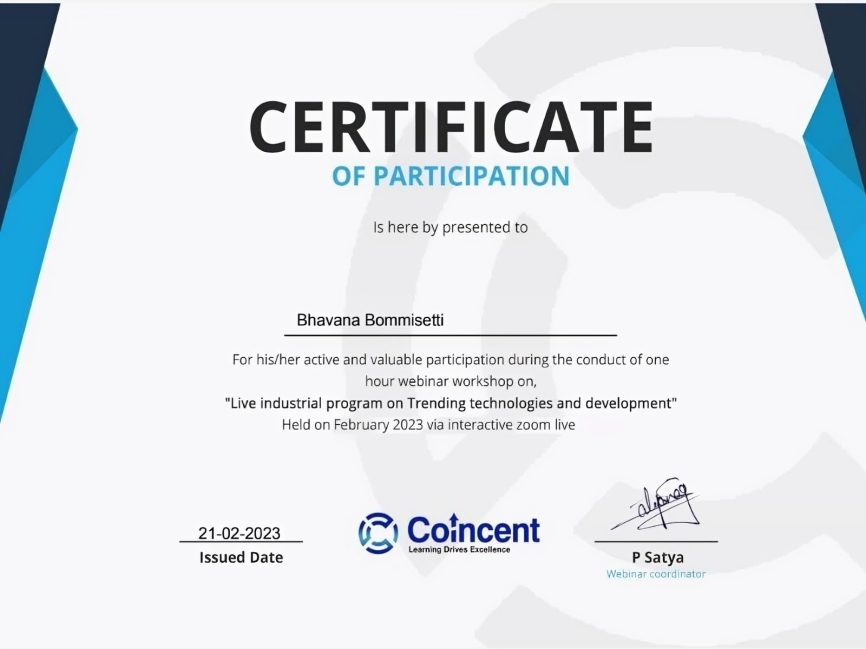 CERTIFICATE
OF PARTICIPATION
Is here by presented to
Bhavana Bommisetti
For his/her active and valuable participation during the conduct of one
hour webinar workshop on,
"Live industrial program on Trending technologies and development"
Held on February 2023 via interactive zoom live
21-02-2023
Issued Date
Coincent
Learning Drives Excellence
P Satya
Webinar coordinator